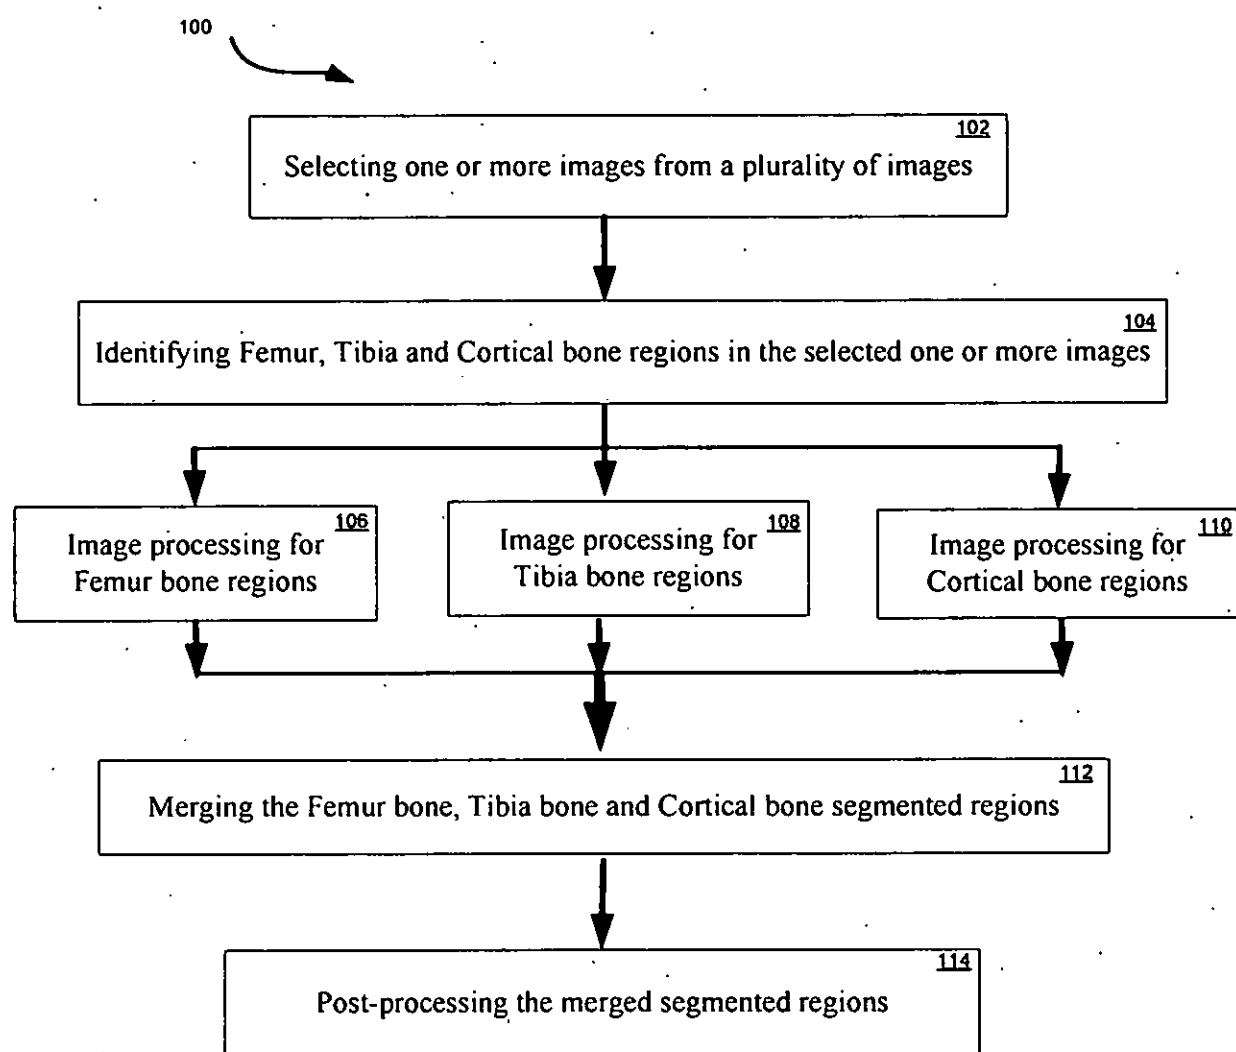 100
102
Selecting one or more images from a plurality of images
104
Identifying Femur, Tibia and Cortical bone regions in the selected one or more images
106
Image processing for
Femur bone regions
108
Image processing for
Tibia bone regions
110
Image processing for
Cortical bone regions
112
Merging the Femur bone, Tibia bone and Cortical bone segmented regions
114
Post-processing the merged segmented regions